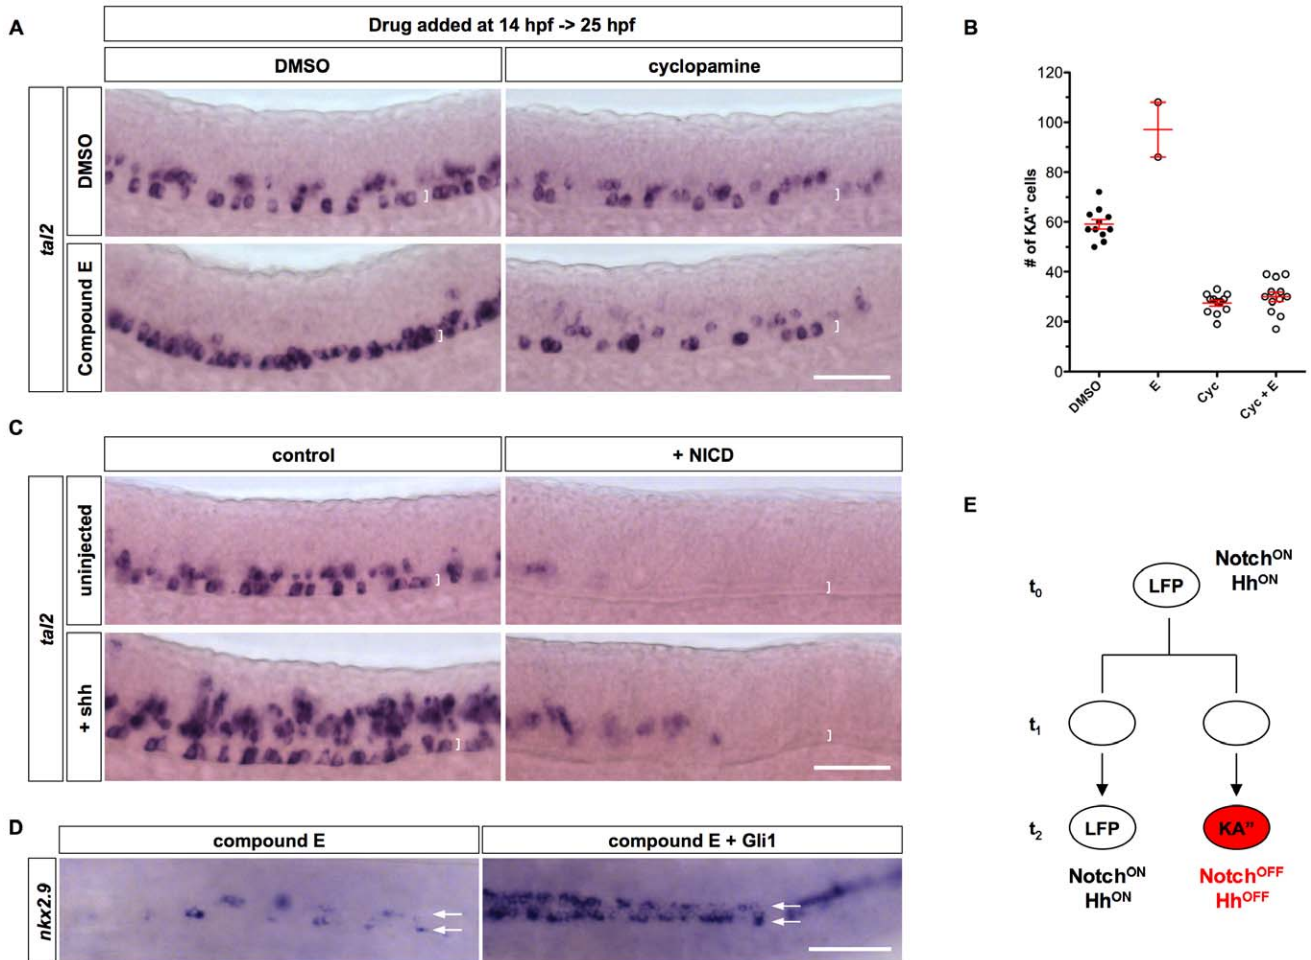 A
Drug added at 14 hpf -> 25 hpf
DMSO
cyclopamine
tal2
DMSO
Compound E
]
]
]
]
B
# of KA" cells
120
100
80
60
40
20
0
DMSO
E
Cyc
Cyc + E
C
control
+ NICD
tal2
uninjected
+ shh
]
]
]
]
D
compound E
compound E + Gli1
nkx2.9
E
t0
LFP
NotchON
HhON
t1
t2
LFP
KA"
NotchON
HhON
NotchOFF
HhOFF